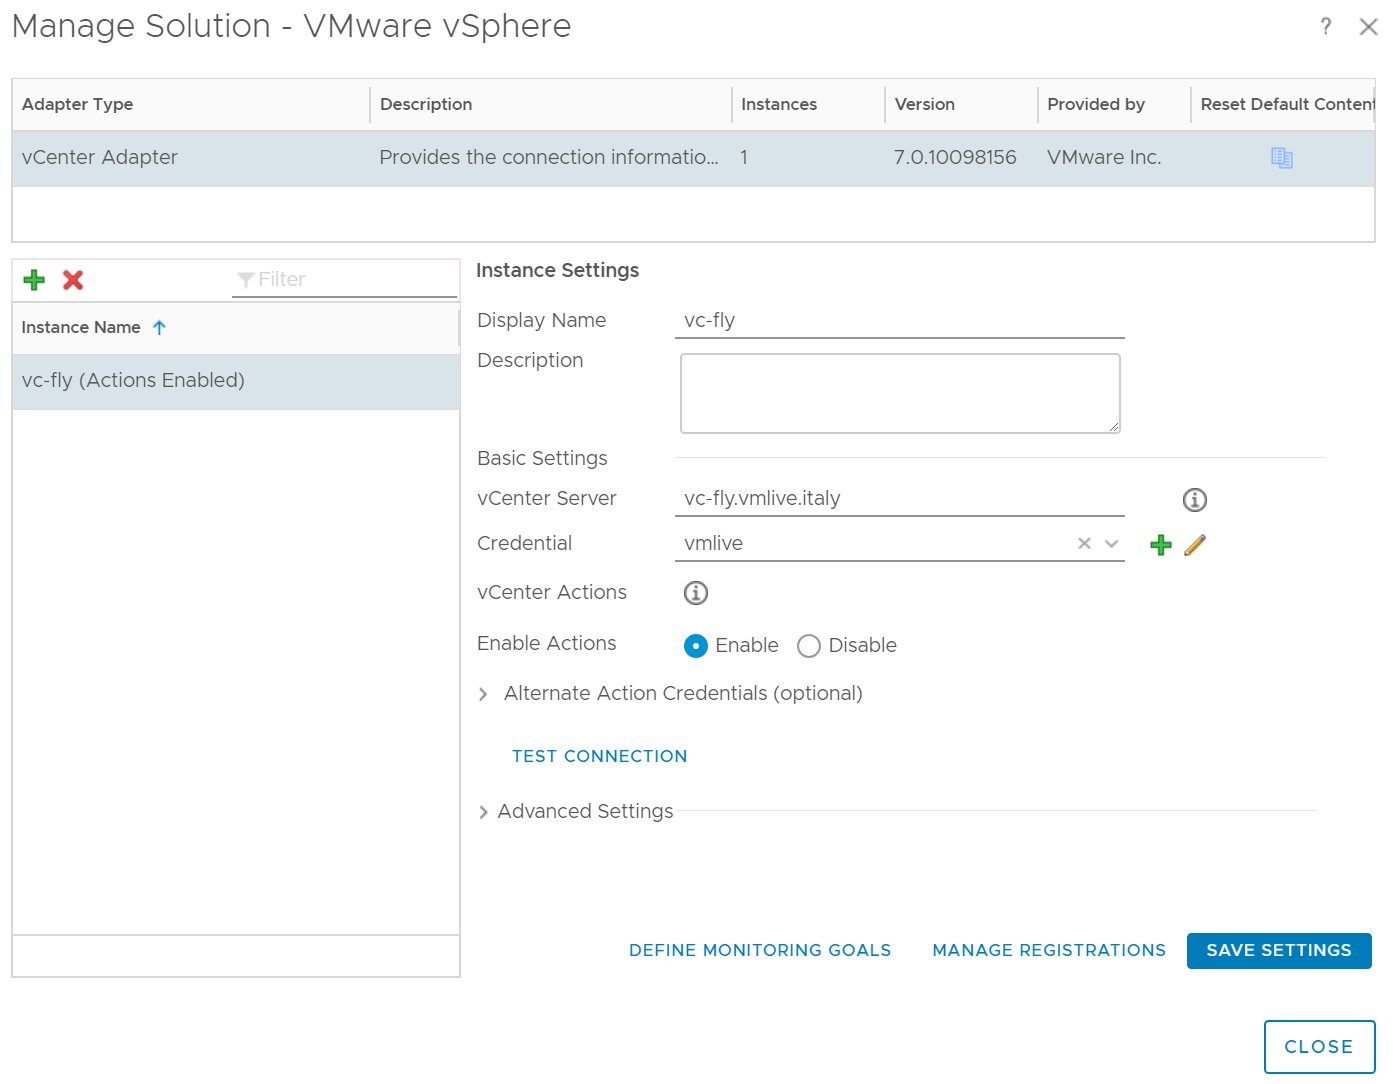 Manage Solution - VMware vSphere
?
Adapter Type Description Instances Version Provided by Reset Default Content
vCenter Adapter Provides the connection informatio... 1 7.0.10098156 VMware Inc.
Filter
Instance Name
vc-fly (Actions Enabled)
Instance Settings
Display Name vc-fly
Description
Basic Settings
vCenter Server vc-fly.vmlive.italy
Credential vmlive
vCenter Actions
Enable Actions Enable Disable
Alternate Action Credentials (optional)
TEST CONNECTION
Advanced Settings
DEFINE MONITORING GOALS MANAGE REGISTRATIONS SAVE SETTINGS
CLOSE